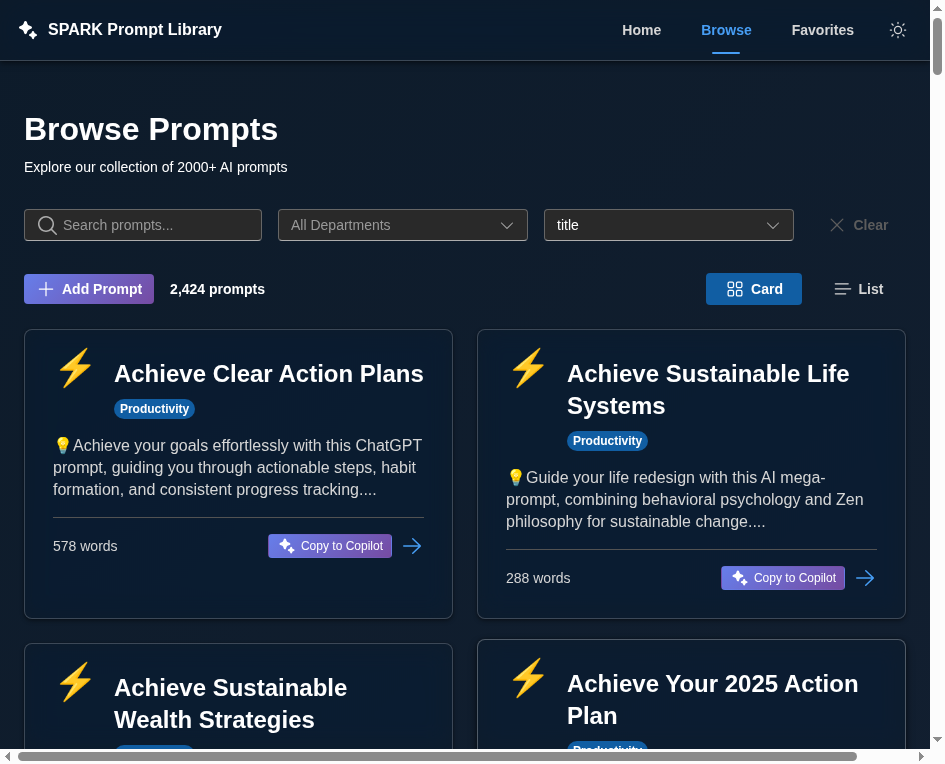 SPARK Prompt Library
Home
Browse
Favorites
Browse Prompts
Explore our collection of 2000+ AI prompts
Search prompts...
All Departments
title
Clear
Add Prompt
2,424 prompts
Card
List
Achieve Clear Action Plans
Productivity
💡Achieve your goals effortlessly with this ChatGPT
prompt, guiding you through actionable steps, habit
formation, and consistent progress tracking....
578 words
Copy to Copilot
Achieve Sustainable Life
Systems
Productivity
💡Guide your life redesign with this AI mega-
prompt, combining behavioral psychology and Zen
philosophy for sustainable change....
288 words
Copy to Copilot
Achieve Sustainable
Wealth Strategies
Achieve Your 2025 Action
Plan
Productivity